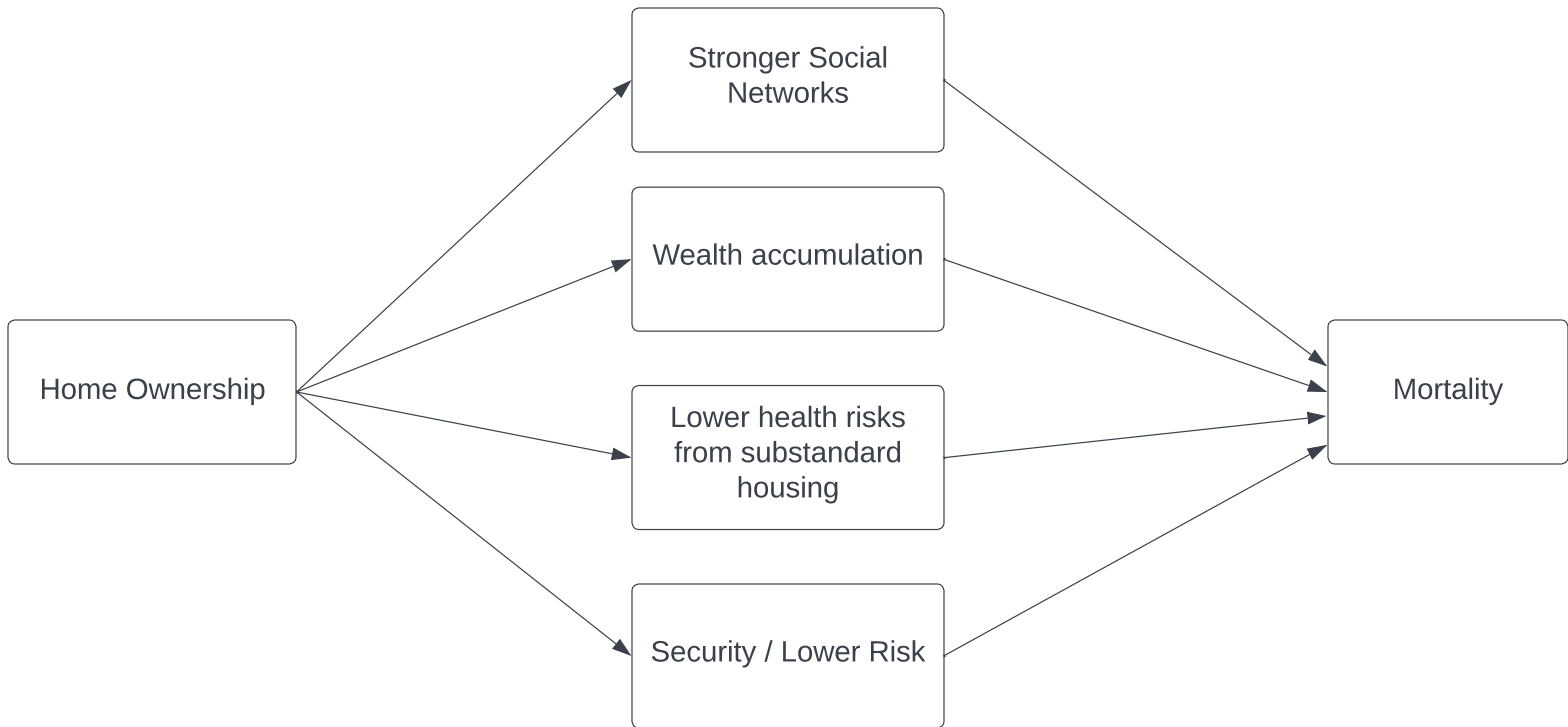 Stronger Social
Networks
Wealth accumulation
Home Ownership
Mortality
Lower health risks
from substandard
housing
Security / Lower Risk